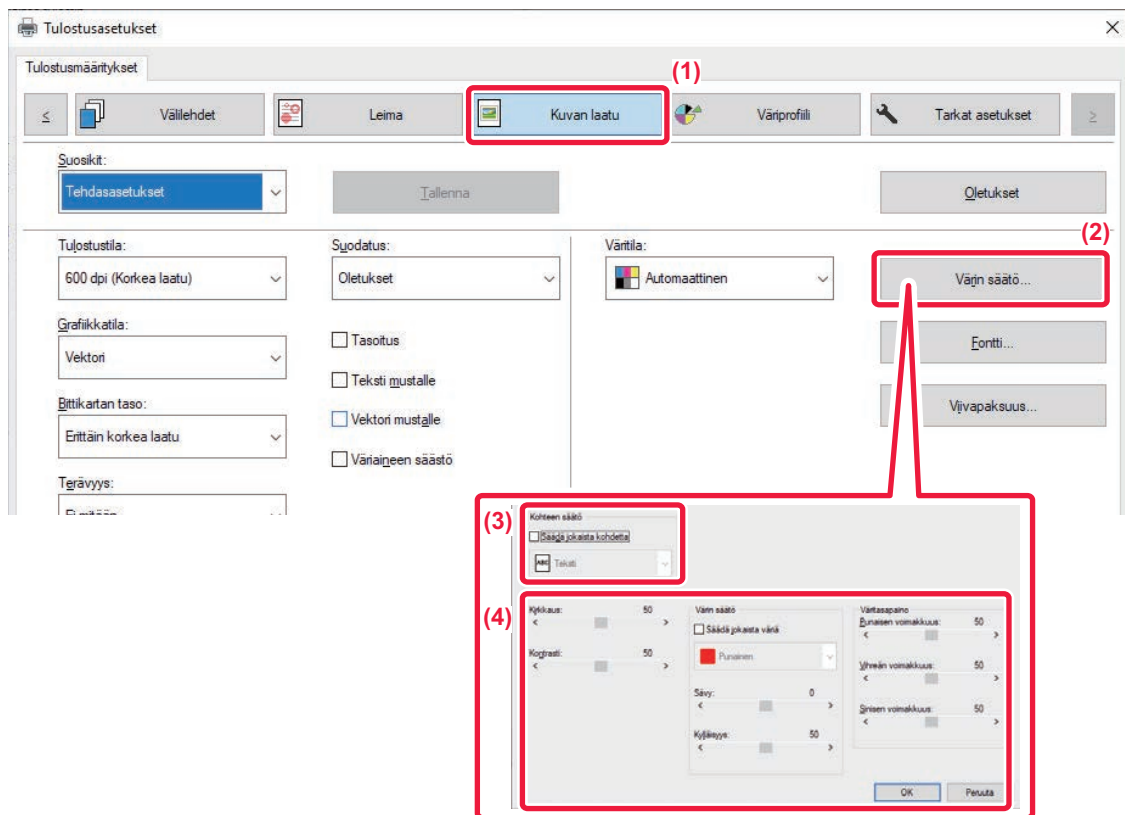 Tulostusasetukset
Tulostusmääritykset
(1)
< Välilehdet Leima Kuvan laatu Väriprofiili Tarkat asetukset >
Suosikit:
Tehdasasetukset Tallenna Oletukset
(2)
Tulostustila: Suodatus: Väritila:
600 dpi (Korkea laatu) Oletukset Automaattinen Värin säätö...
Grafiikkatila:
Vektori Tasoitus Fontti...
Teksti mustalle
Bittikartan taso: Viivapaksuus...
Erittäin korkea laatu Vektori mustalle
Väriaineen säästö
Terävyys:
Ei mitään
(3)
Kohteen säätö
Säädä jokaista kohdetta
ABC Teksti
(4)
Kirkkaus: 50 Värin säätö Väritasapaino
< > Säädä jokaista väriä Punaisen voimakkuus: 50
< >
Kontrasti: 50 Punainen
< > Vihreän voimakkuus: 50
< >
Sävy: 0
< > Sinisen voimakkuus: 50
< >
Kylläisyys: 50
< >
OK Peruuta